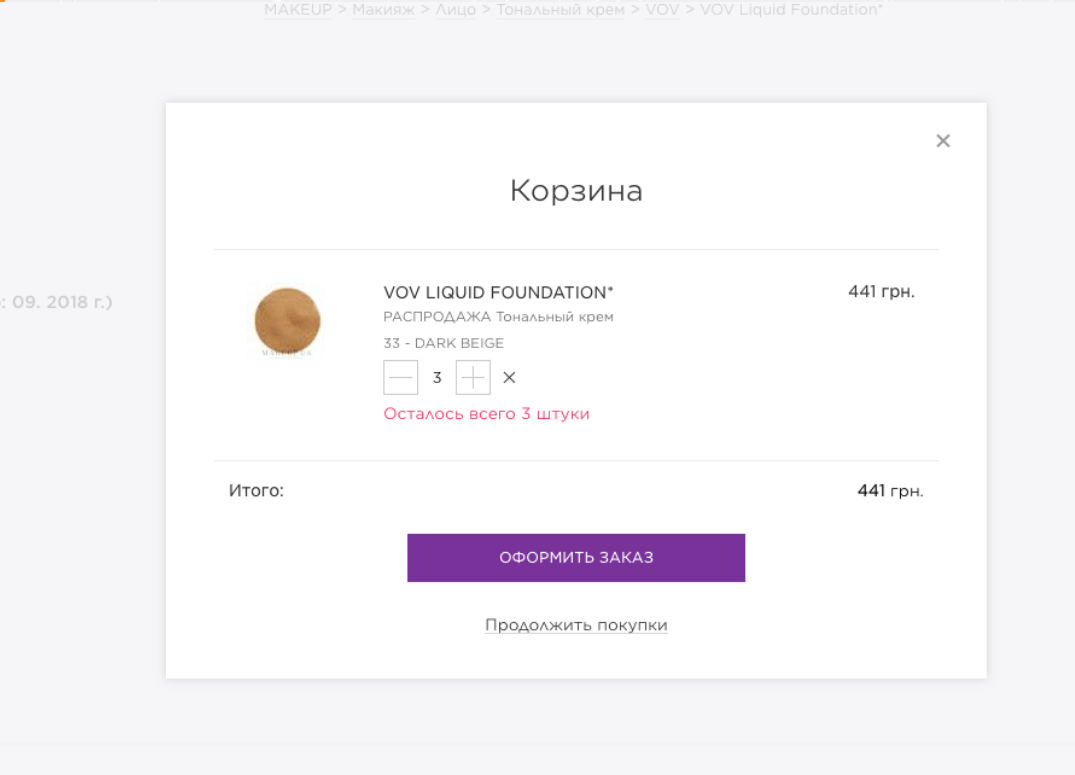 MAKEUP > Макияж > Лицо > Тональный крем > VOV > VOV Liquid Foundation*
×
Корзина
VOV LIQUID FOUNDATION*
441 грн.
РАСПРОДАЖА Тональный крем
: 09. 2018 г.)
33 - DARK BEIGE
3 ×
Осталось всего 3 штуки
Итого:
441 грн.
ОФОРМИТЬ ЗАКАЗ
Продолжить покупки